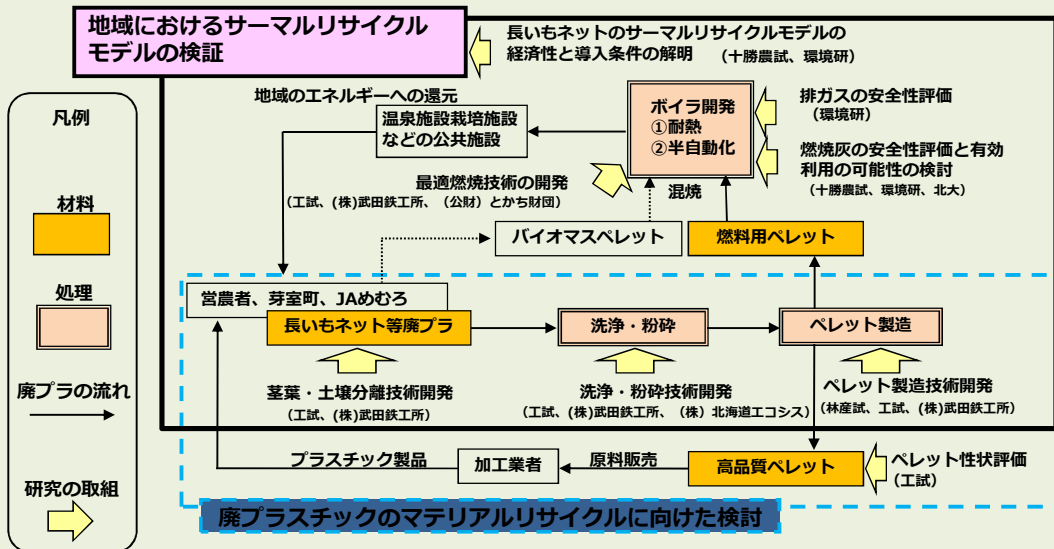 地域におけるサーマルリサイクル
モデルの検証
長いもネットのサーマルリサイクルモデルの
経済性と導入条件の解明 (十勝農試、環境研)
凡例
材料
処理
廃プラの流れ
研究の取組
地域のエネルギーへの還元
温泉施設栽培施設
などの公共施設
ボイラ開発
①耐熱
②半自動化
排ガスの安全性評価
(環境研)
燃焼灰の安全性評価と有効
利用の可能性の検討
(十勝農試、環境研、北大)
最適燃焼技術の開発
(工試、(株)武田鉄工所、(公財)とかち財団)
混焼
バイオマスペレット
燃料用ペレット
営農者、芽室町、JAめむろ
長いもネット等廃プラ
洗浄・粉砕
ペレット製造
茎葉・土壌分離技術開発
(工試、(株)武田鉄工所)
洗浄・粉砕技術開発
(工試、(株)武田鉄工所、(株)北海道エコシス)
ペレット製造技術開発
(林産試、工試、(株)武田鉄工所)
プラスチック製品
加工業者
原料販売
高品質ペレット
ペレット性状評価
(工試)
廃プラスチックのマテリアルリサイクルに向けた検討